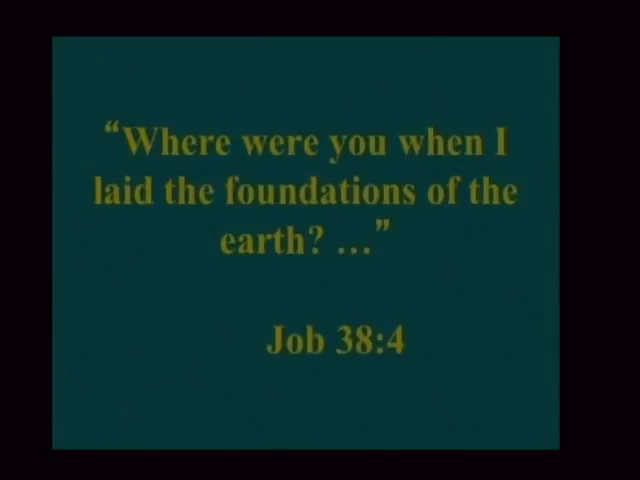 “Where were you when I
laid the foundations of the
earth? …”
Job 38:4